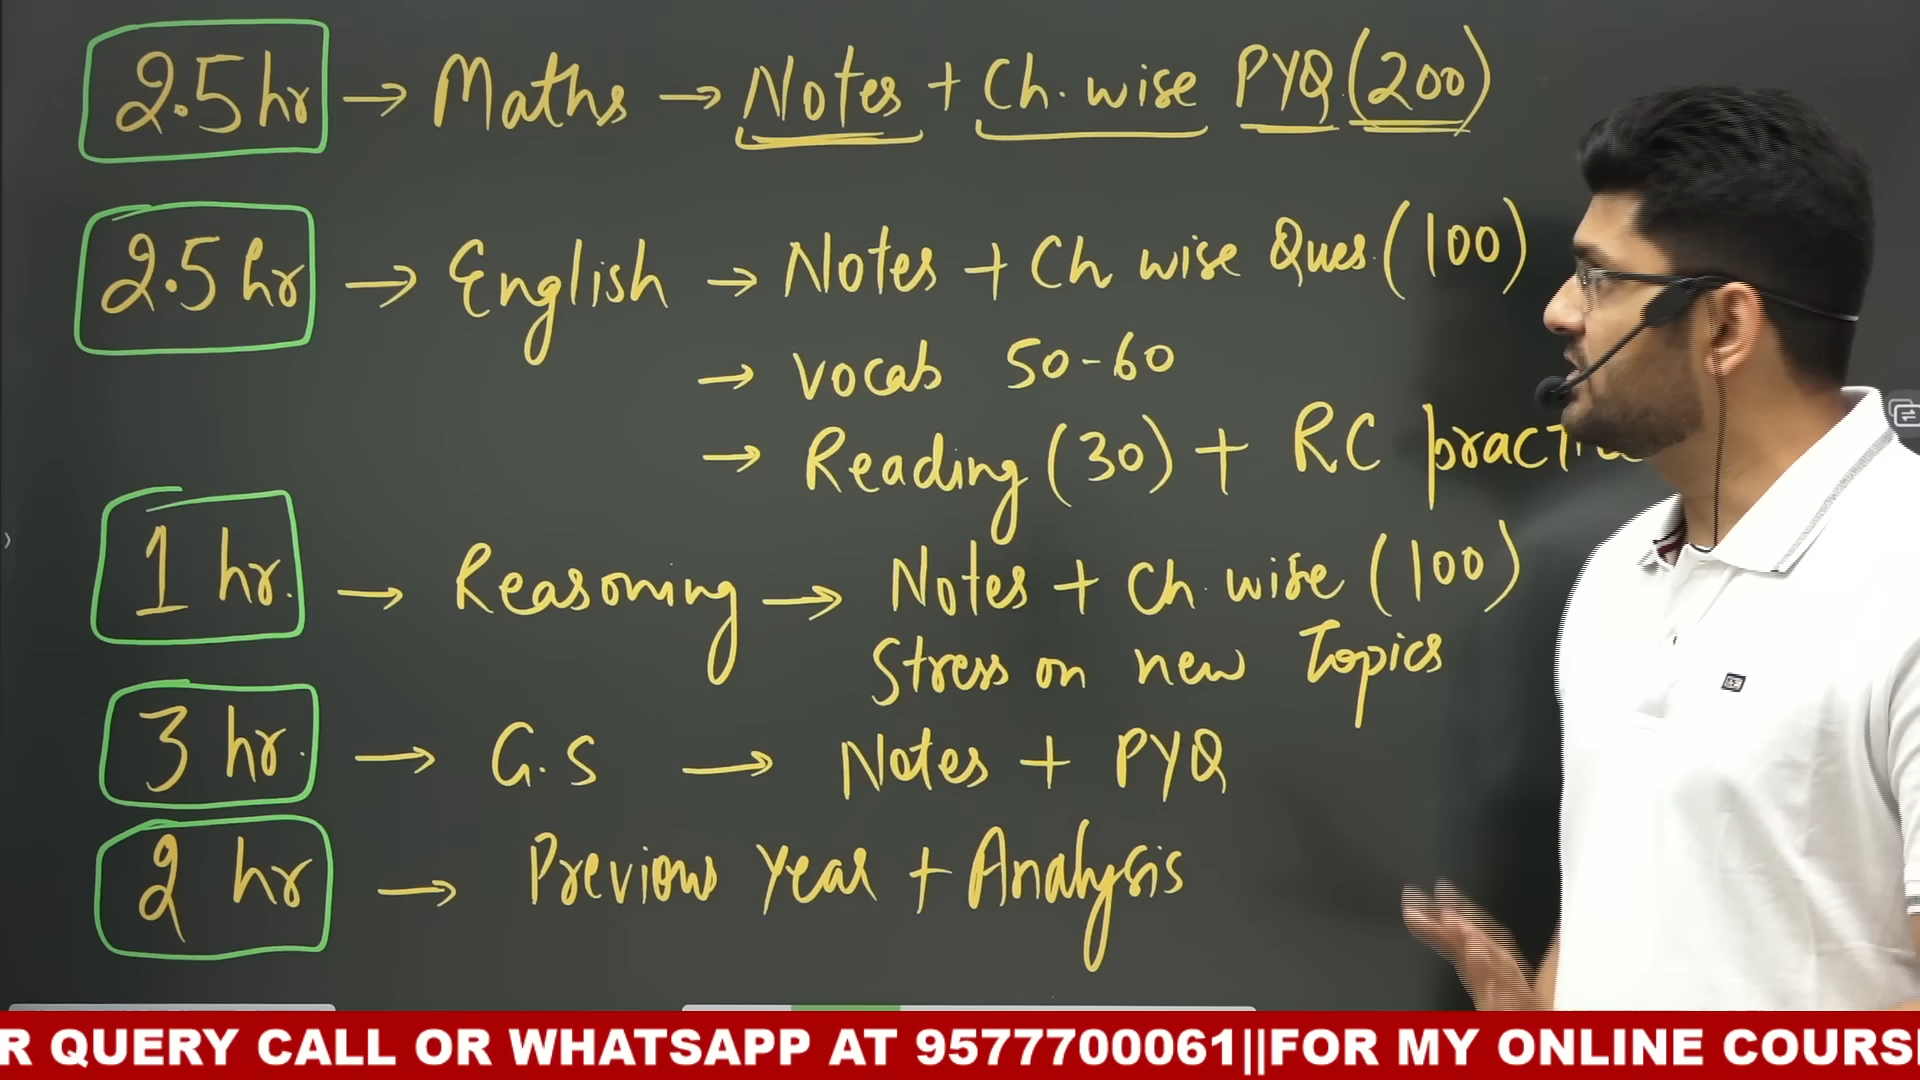 2.5 hr → Maths → Notes + Ch. wise PYQ (200)
2.5 hr → English → Notes + Ch wise Ques. (100)
→ Vocab 50-60
→ Reading (30) + RC
1 hr. → Reasoning → Notes + Ch. wise (100)
Stress on new Topics
3 hr. → G.S → Notes + PYQ
2 hr → Previous Year + Analysis
R QUERY CALL OR WHATSAPP AT 9577700061||FOR MY ONLINE COURS